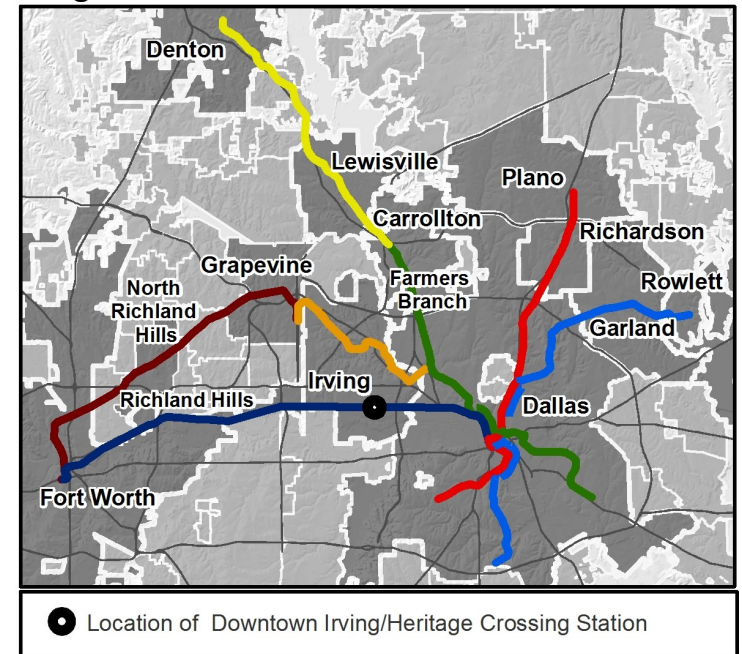 Denton
Lewisville
Plano
Carrollton
Richardson
Grapevine
Farmers
Branch
Rowlett
North
Richland
Hills
Garland
Irving
Richland Hills
Dallas
Fort Worth
Location of Downtown Irving/Heritage Crossing Station